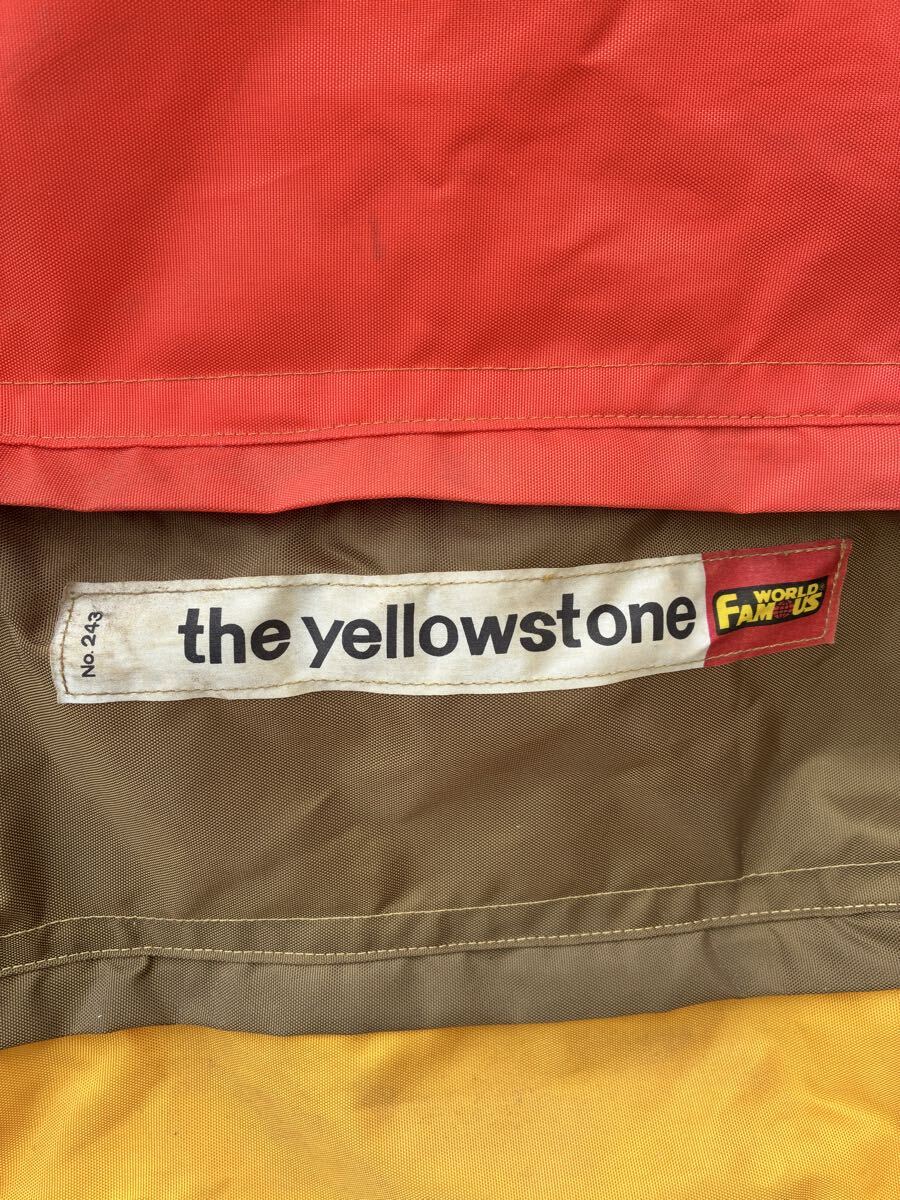 No. 243
the yellowstone
WORLD
FAMOUS